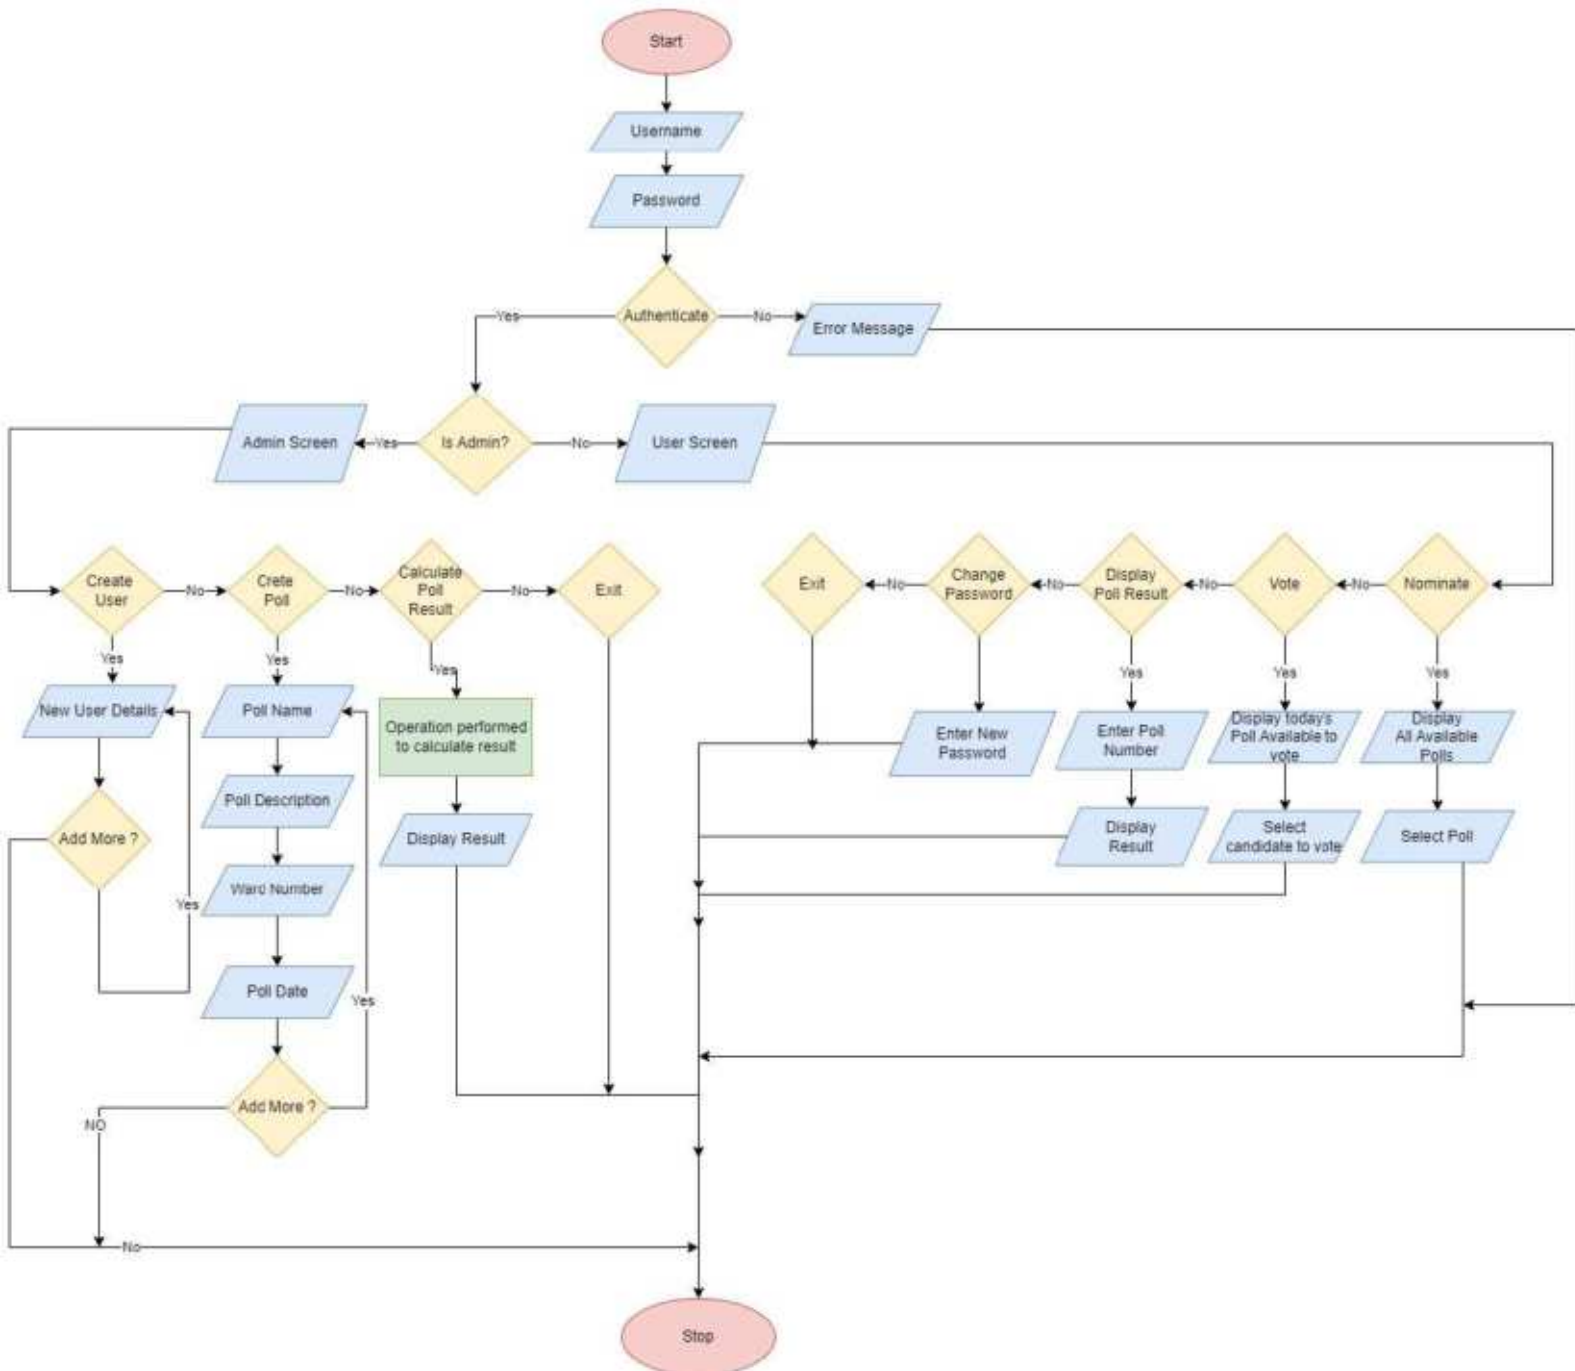 Start
Username
Password
Authenticate
Yes
No
Error Message
Admin Screen
Yes
Is Admin?
No
User Screen
Create
User
No
Crete
Poll
No
Calculate
Poll
Result
No
Exit
Exit
No
Change
Password
No
Display
Poll Result
No
Vote
No
Nominate
Yes
Yes
Yes
Yes
Yes
Yes
New User Details
Poll Name
Operation performed
to calculate result
Enter New
Password
Enter Poll
Number
Display today's
Poll Available to
vote
Display
All Available
Polls
Poll Description
Add More ?
Display Result
Display
Result
Select
candidate to vote
Select Poll
Ward Number
Yes
Poll Date
Yes
Add More ?
NO
No
Stop